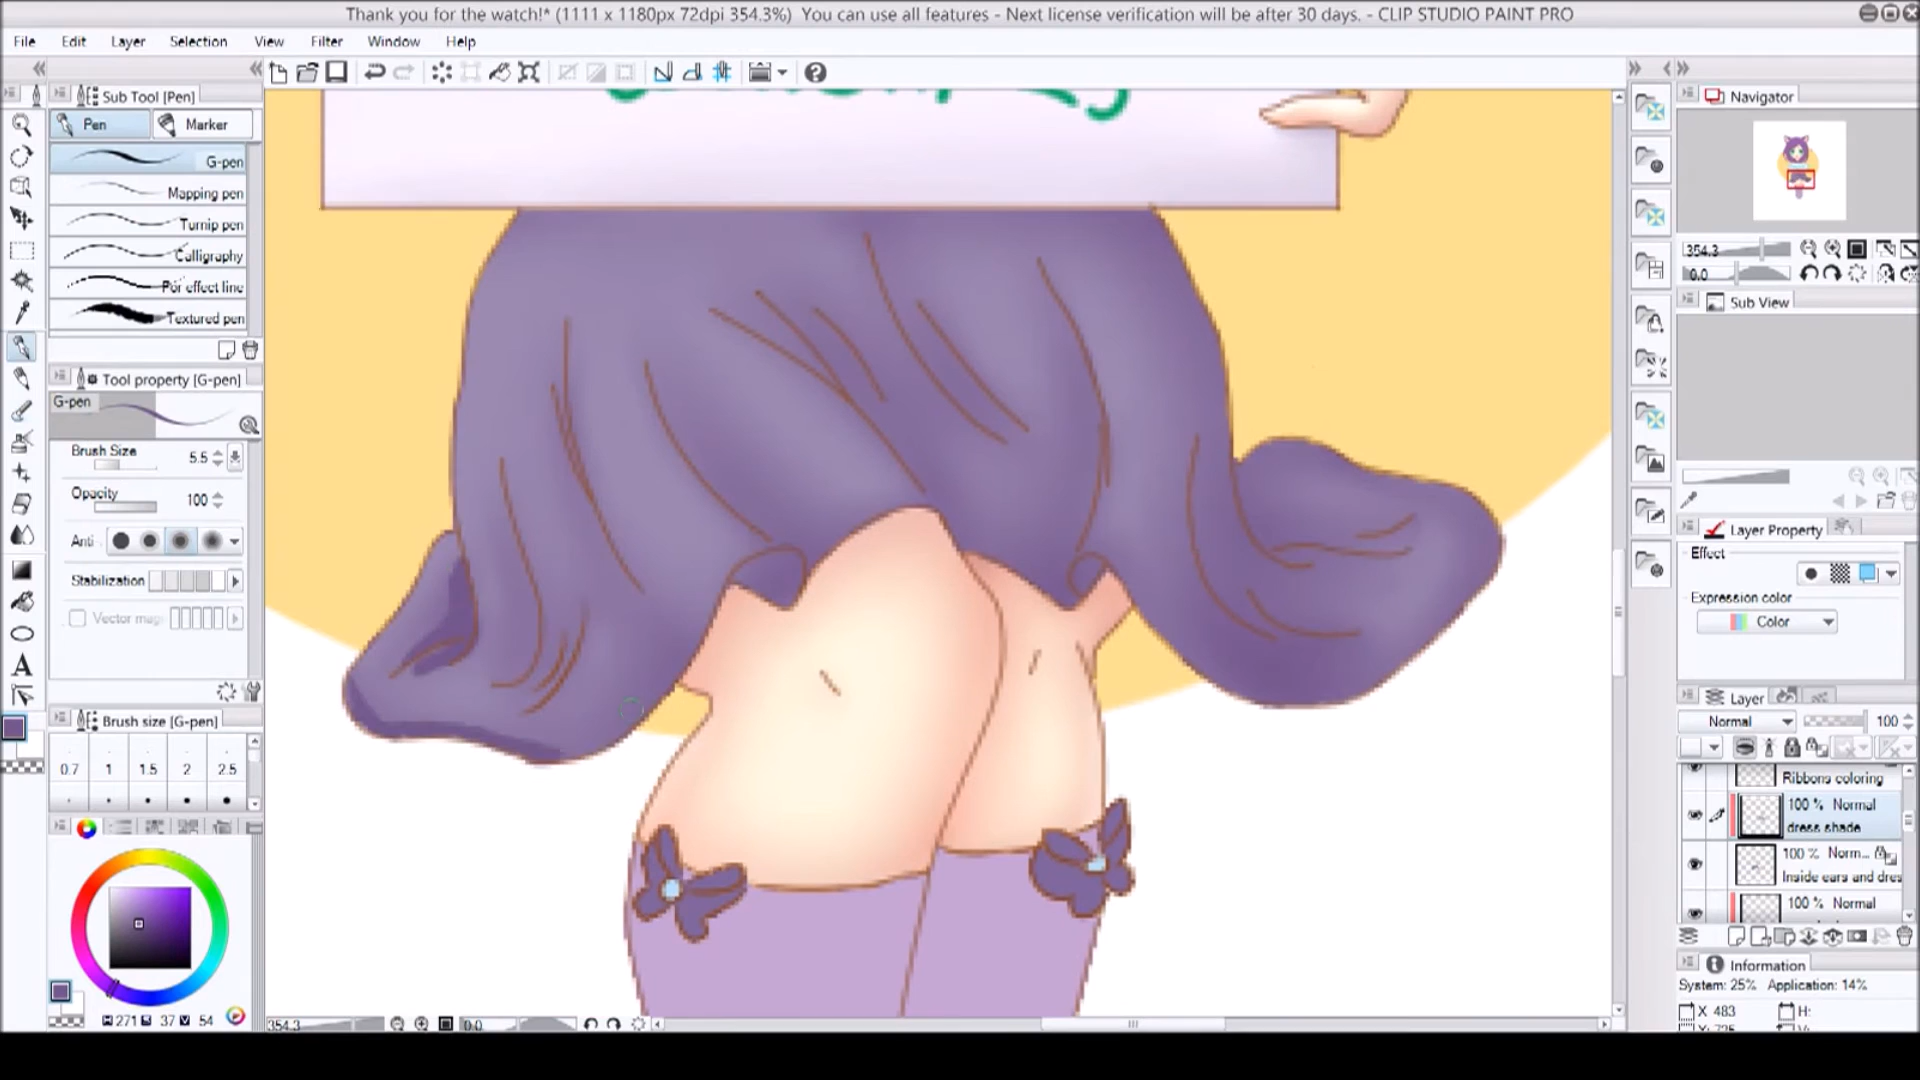 Thank you for the watch!* (1111 x 1180px 72dpi 354.3%) You can use all features - Next license verification will be after 30 days. - CLIP STUDIO PAINT PRO
File Edit Layer Selection View Filter Window Help
Sub Tool [Pen]
Pen Marker
G-pen
Mapping pen
Turnip pen
Calligraphy
For effect line
Textured pen
Tool property [G-pen]
G-pen
Brush Size 5.5
Opacity 100
Anti
Stabilization
Vector mag
Brush size [G-pen]
0.7 1 1.5 2 2.5
H 271 S 37 V 54
354.3 0.0
Navigator
354.3
0.0
Sub View
Layer Property
Effect
Expression color
Color
Layer
Normal 100
Ribbons coloring
100 % Normal
dress shade
100 % Norm...
Inside ears and dres
100 % Normal
Information
System: 25% Application: 14%
X 483 H: